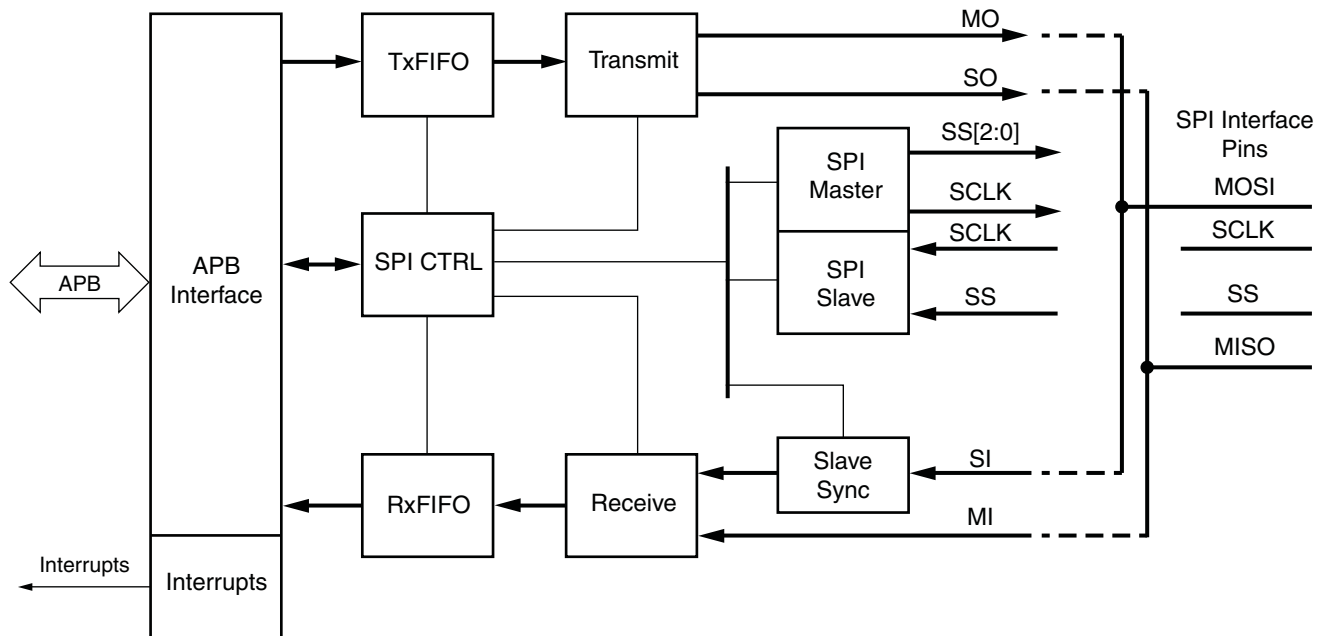 MO
TxFIFO
Transmit
SO
SPI Interface
Pins
SS[2:0]
SPI
Master
MOSI
SCLK
SCLK
SCLK
APB
APB
Interface
SPI CTRL
SPI
Slave
SS
SS
MISO
Slave
Sync
SI
RxFIFO
Receive
MI
Interrupts
Interrupts